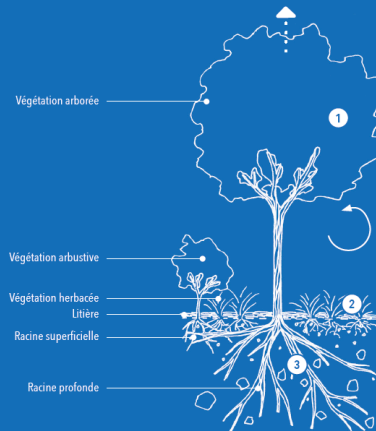 Végétation arborée
1
Végétation arbustive
Végétation herbacée
2
Litière
Racine superficielle
3
Racine profonde